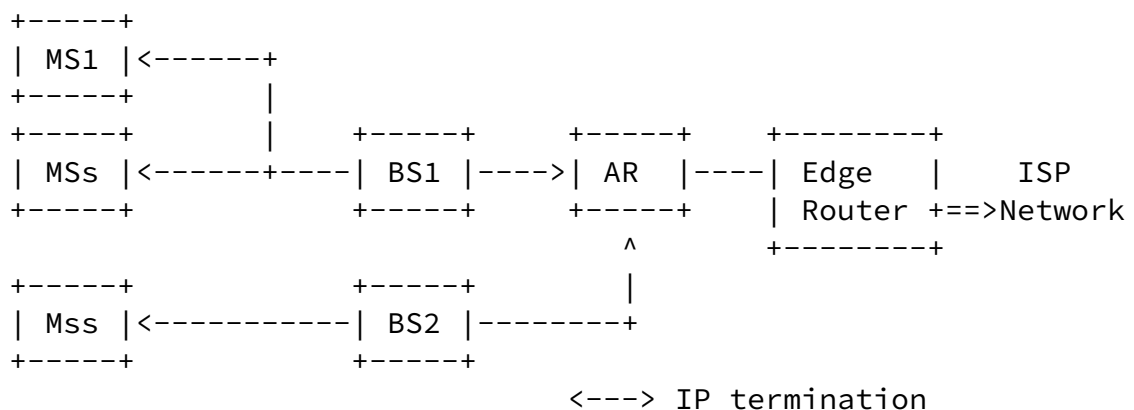 +-----+
| MS1 |<------+
+-----+       |
+-----+       |    +-----+     +-----+    +--------+
| MSs |<------+----| BS1 |---->| AR  |----| Edge   |    ISP
+-----+            +-----+     +-----+    | Router +==>Network
                                  ^       +--------+
+-----+            +-----+        |
| Mss |<-----------| BS2 |--------+
+-----+            +-----+
                               <---> IP termination